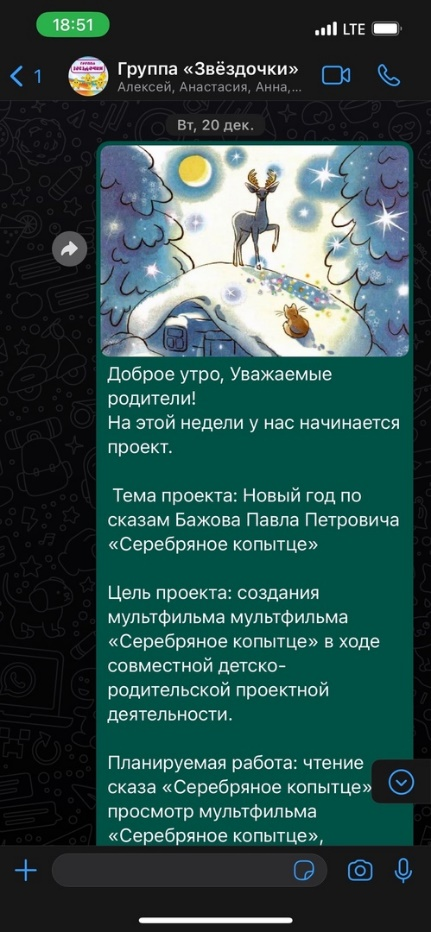 18:51
LTE
1
Группа «Звёздочки»
Алексей, Анастасия, Анна,...
Вт, 20 дек.
Доброе утро, Уважаемые
родители!
На этой недели у нас начинается
проект.
Тема проекта: Новый год по
сказам Бажова Павла Петровича
«Серебряное копытце»
Цель проекта: создания
мультфильма мультфильма
«Серебряное копытце» в ходе
совместной детско-
родительской проектной
деятельности.
Планируемая работа: чтение
сказа «Серебряное копытце»
просмотр мультфильма
«Серебряное копытце»,